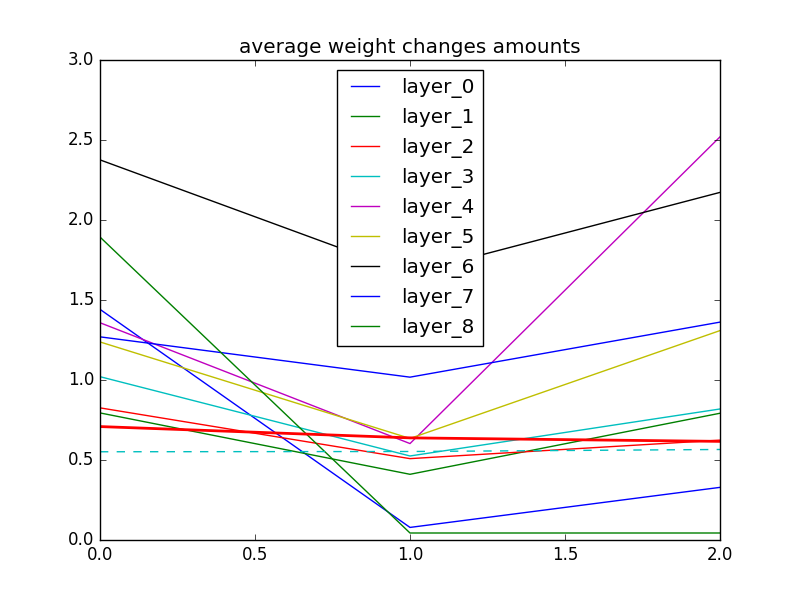 average weight changes amounts
3.0
2.5
2.0
1.5
1.0
0.5
0.0
layer_0
layer_1
layer_2
layer_3
layer_4
layer_5
layer_6
layer_7
layer_8
0.0 0.5 1.0 1.5 2.0